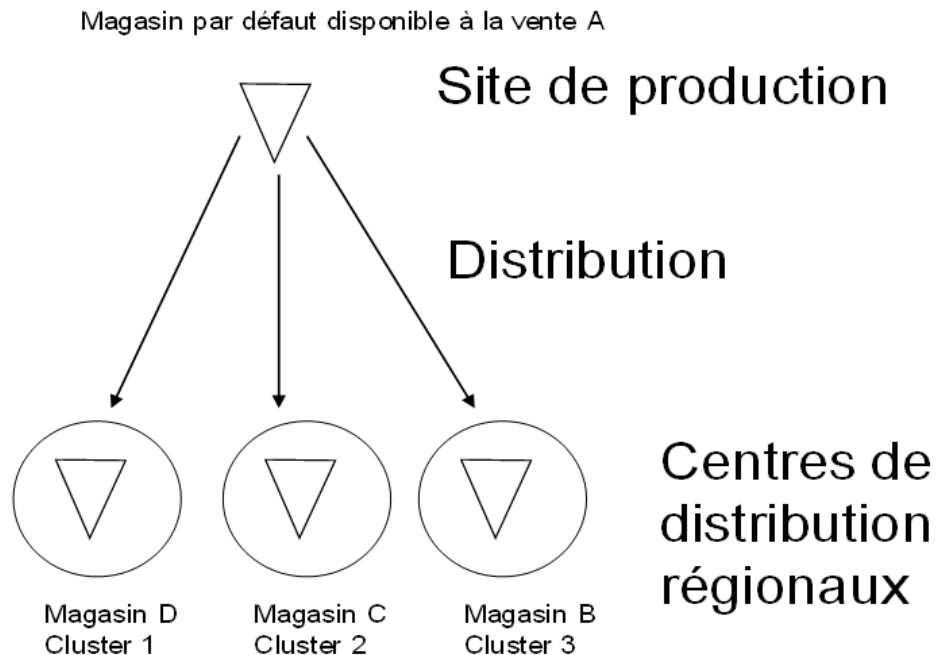 Magasin par défaut disponible à la vente A
Site de production
Distribution
Centres de
distribution
régionaux
Magasin D
Cluster 1
Magasin C
Cluster 2
Magasin B
Cluster 3